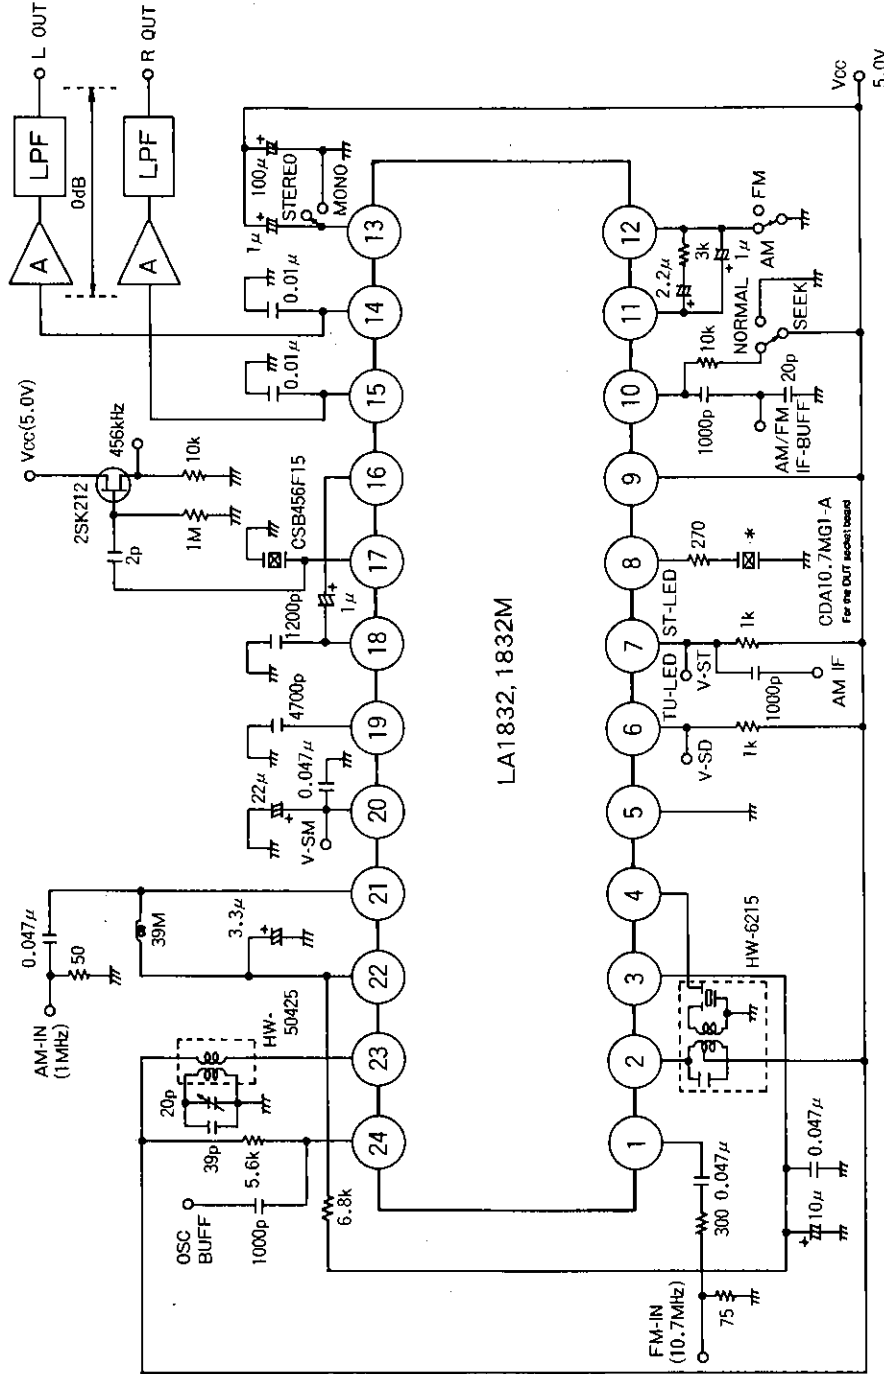 L OUT
R OUT
LPF
LPF
0dB
A
A
VCC(5.0V)
456kHz
2SK212
10k
1M
2p
CSB456F15
0.01μ
0.01μ
1μ
+
100μ
+
STEREO
MONO
1200p
1μ
+
4700p
22μ
+
0.047μ
V-SM
AM-IN
(1MHz)
0.047μ
50
39M
3.3μ
+
HW-
50425
20p
39p
5.6k
OSC
BUFF
1000p
6.8k
24
23
22
21
20
19
18
17
16
15
14
13
LA1832, 1832M
1
2
3
4
5
6
7
8
9
10
11
12
FM-IN
(10.7MHz)
75
300
0.047μ
HW-6215
+
10μ
0.047μ
TU-LED
V-SD
1k
ST-LED
V-ST
1k
1000p
AM IF
270
*
CDA10.7MG1-A
For the DUT socket board
1000p
20p
AM/FM
IF-BUFF
10k
NORMAL
SEEK
2.2μ
+
3k
1μ
+
FM
AM
VCC
5.0V